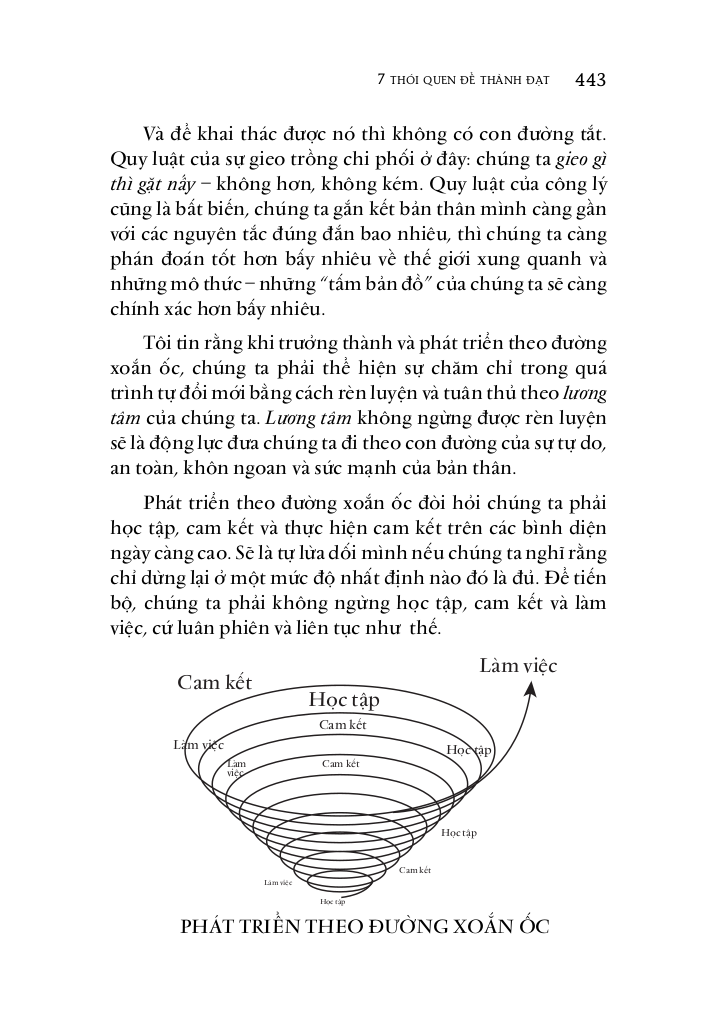 7 THÓI QUEN ĐỂ THÀNH ĐẠT 443
Và để khai thác được nó thì không có con đường tắt.
Quy luật của sự gieo trồng chi phối ở đây: chúng ta gieo gì
thì gặt nấy – không hơn, không kém. Quy luật của công lý
cũng là bất biến, chúng ta gắn kết bản thân mình càng gần
với các nguyên tắc đúng đắn bao nhiêu, thì chúng ta càng
phán đoán tốt hơn bấy nhiêu về thế giới xung quanh và
những mô thức – những “tấm bản đồ” của chúng ta sẽ càng
chính xác hơn bấy nhiêu.
Tôi tin rằng khi trưởng thành và phát triển theo đường
xoắn ốc, chúng ta phải thể hiện sự chăm chỉ trong quá
trình tự đổi mới bằng cách rèn luyện và tuân thủ theo lương
tâm của chúng ta. Lương tâm không ngừng được rèn luyện
sẽ là động lực đưa chúng ta đi theo con đường của sự tự do,
an toàn, khôn ngoan và sức mạnh của bản thân.
Phát triển theo đường xoắn ốc đòi hỏi chúng ta phải
học tập, cam kết và thực hiện cam kết trên các bình diện
ngày càng cao. Sẽ là tự lừa dối mình nếu chúng ta nghĩ rằng
chỉ dừng lại ở một mức độ nhất định nào đó là đủ. Để tiến
bộ, chúng ta phải không ngừng học tập, cam kết và làm
việc, cứ luân phiên và liên tục như thế.
Làm việc
Cam kết
Học tập
Cam kết
Làm việc
Học tập
Làm
việc
Cam kết
Học tập
Cam kết
Làm việc
Học tập
PHÁT TRIỂN THEO ĐƯỜNG XOẮN ỐC